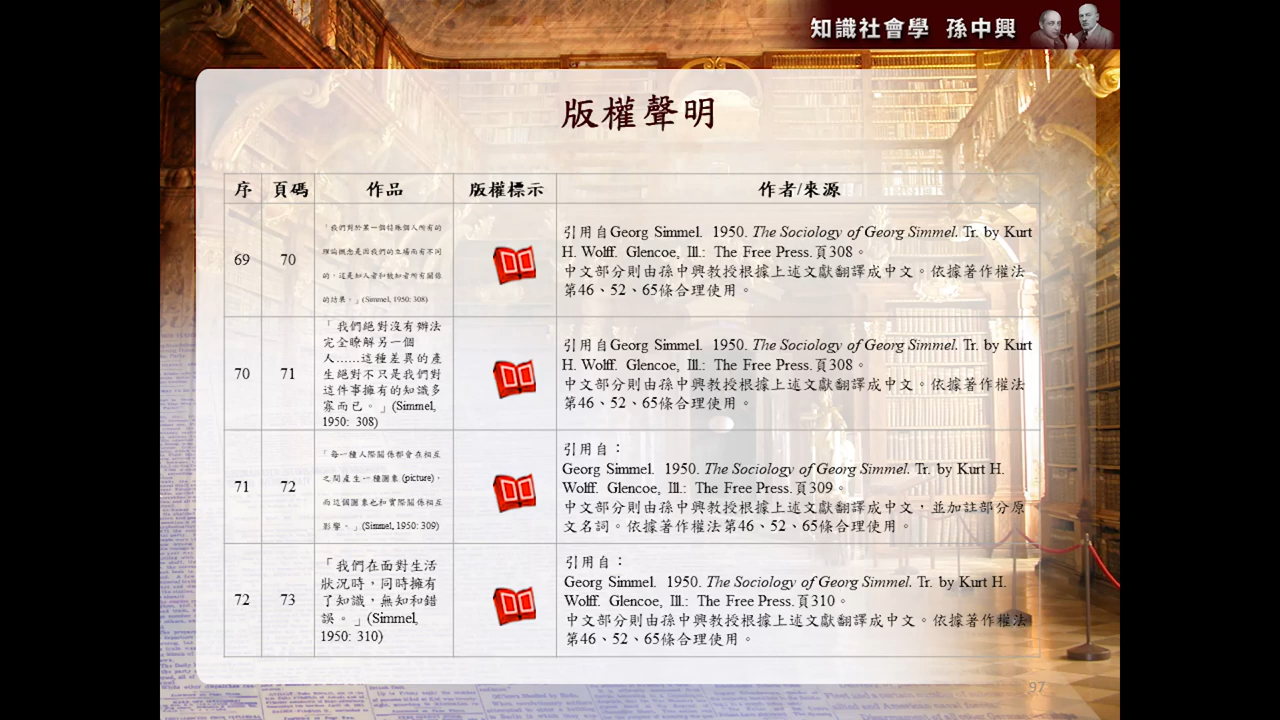 知識社會學 孫中興
版權聲明
序 頁碼 作品 版權標示 作者/來源
69 70
「我們對於某一個特殊個人所有的
理論概念是因我們的立場而有不同
的，這是知人者和被知者所有關係
的結果。」(Simmel, 1950: 308)
引用自Georg Simmel. 1950. The Sociology of Georg Simmel. Tr. by Kurt
H. Wolff. Glencoe, Ill.: The Free Press.頁308。
中文部分則由孫中興教授根據上述文獻翻譯成中文。依據著作權法
第46、52、65條合理使用。
70 71
「我們絕對沒有辦法
完全瞭解另一個
人……這種差異的產
生並不只是我們對
這個人擁有的知識多
寡而已。」(Simmel,
1950: 308)
引用自Georg Simmel. 1950. The Sociology of Georg Simmel. Tr. by Kurt
H. Wolff. Glencoe, Ill.: The Free Press.頁308。
中文部分則由孫中興教授根據上述文獻翻譯成中文。依據著作權法
第46、52、65條合理使用。
71 72
「每一種人際關係都會在相互
之間產生一種圖象(picture)
而這個圖象也和實際關係相互
影響。」(Simmel, 1950: 309)
引用自：
Georg Simmel. 1950. The Sociology of Georg Simmel. Tr. by Kurt H.
Wolff. Glencoe, Ill.: The Free Press.頁309。
中文部分則由孫中興教授根據上述文獻翻譯成中文，並加註部分原
文名詞。依據著作權法第46、52、65條合理使用。
72 73
「我們在面對生活
狀況時，同時擁有
了知識，無知和錯
誤。」(Simmel,
1950: 310)
引用自：
Georg Simmel. 1950. The Sociology of Georg Simmel. Tr. by Kurt H.
Wolff. Glencoe, Ill.: The Free Press.頁310。
中文部分則由孫中興教授根據上述文獻翻譯成中文。依據著作權法
第46、52、65條合理使用。
97